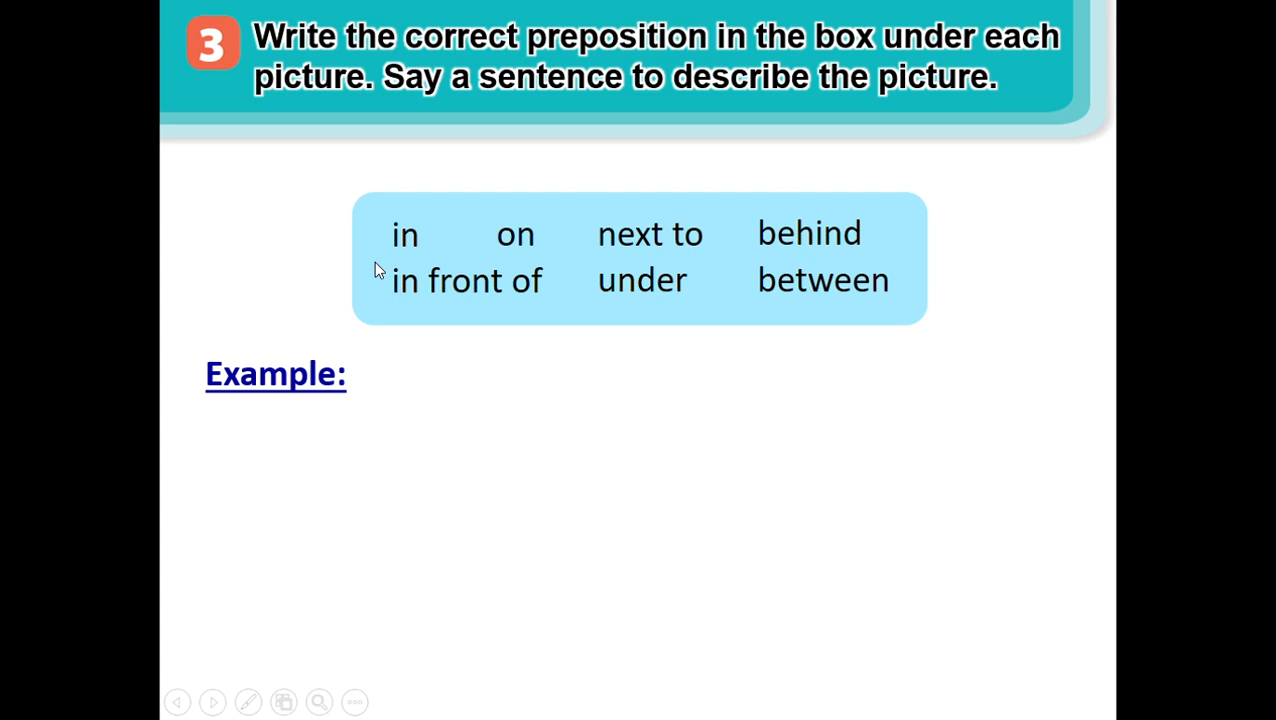 3 Write the correct preposition in the box under each
picture. Say a sentence to describe the picture.
in on next to behind
in front of under between
Example: